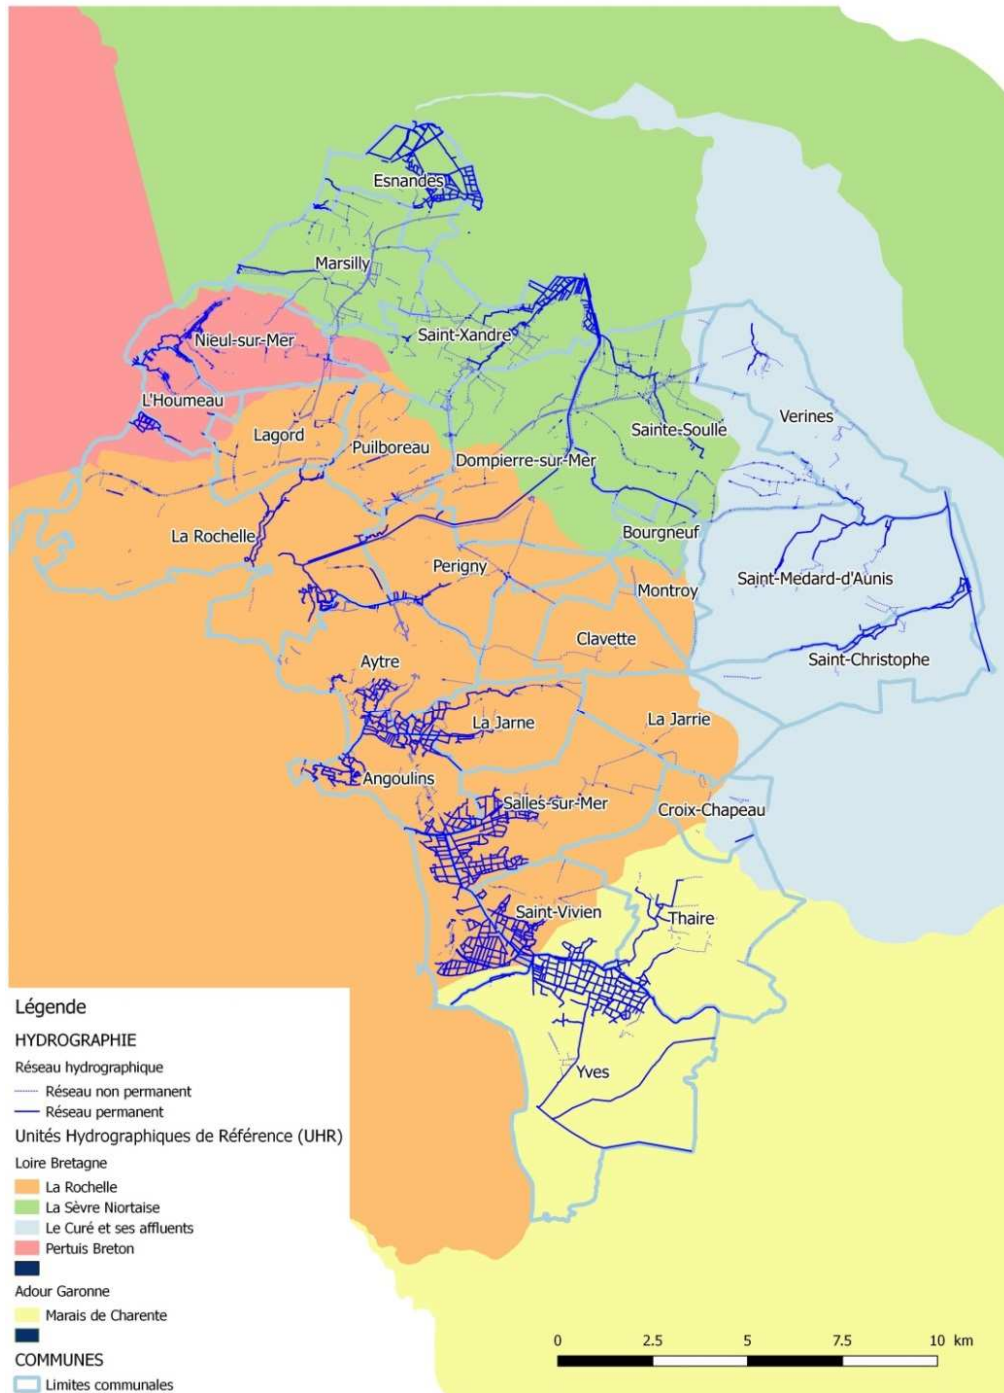 Esnandes
Marsilly
Saint-Xandre
Nieul-sur-Mer
Verines
L'Houmeau
Sainte-Soulle
Lagord
Puilboreau
Dompierre-sur-Mer
La Rochelle
Bourgneuf
Perigny
Saint-Medard-d'Aunis
Montroy
Clavette
Saint-Christophe
Aytre
La Jarne
La Jarrie
Angoulins
Salles-sur-Mer
Croix-Chapeau
Saint-Vivien
Thaire
Yves
Légende
HYDROGRAPHIE
Réseau hydrographique
Réseau non permanent
Réseau permanent
Unités Hydrographiques de Référence (UHR)
Loire Bretagne
La Rochelle
La Sèvre Niortaise
Le Curé et ses affluents
Pertuis Breton
Adour Garonne
Marais de Charente
COMMUNES
Limites communales
0 2.5 5 7.5 10 km